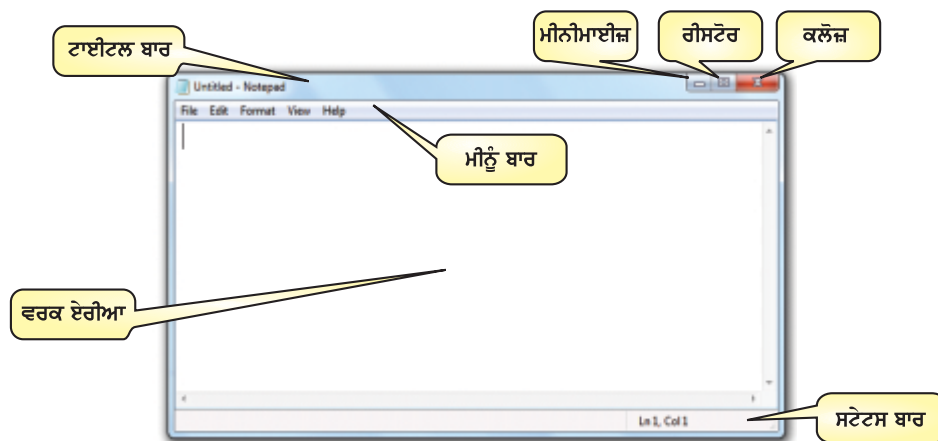 ਮੀਨੀਮਾਈਜ਼
ਰੀਸਟੋਰ
ਕਲੋਜ਼
ਟਾਈਟਲ ਬਾਰ
Untitled - Notepad
File Edit Format View Help
ਮੀਨੂੰ ਬਾਰ
ਵਰਕ ਏਰੀਆ
Ln 1, Col 1
ਸਟੇਟਸ ਬਾਰ